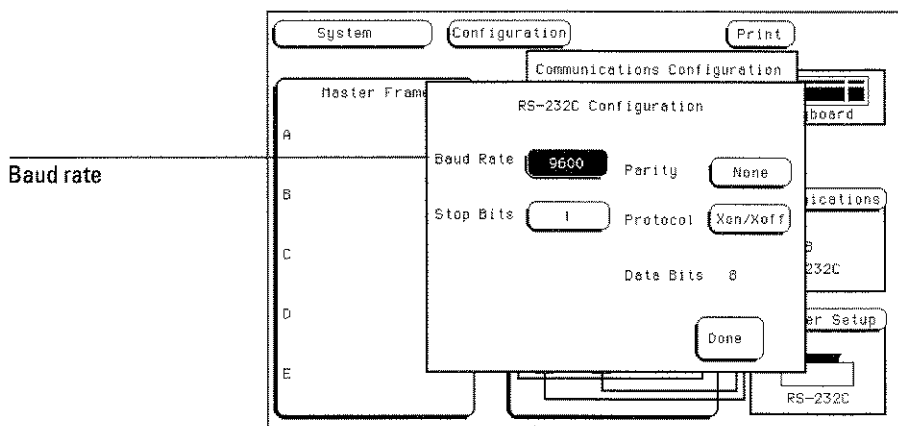 System Configuration Print
Communications Configuration
Master Frame
RS-232C Configuration
board
A
Baud rate
Baud Rate 9600 Parity None
B
ications
Stop Bits 1 Protocol Xon/Xoff
B
C
232C
Data Bits 8
D
er Setup
Done
E
RS-232C